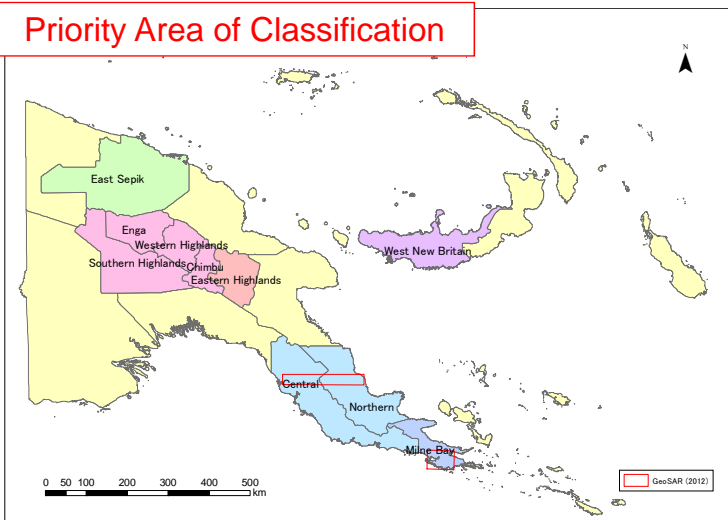 Priority Area of Classification
N
East Sepik
Enga
Western Highlands
Southern Highlands
Chimbu
Eastern Highlands
West New Britain
Central
Northern
Milne Bay
0 50 100 200 300 400 500
km
GeoSAR (2012)